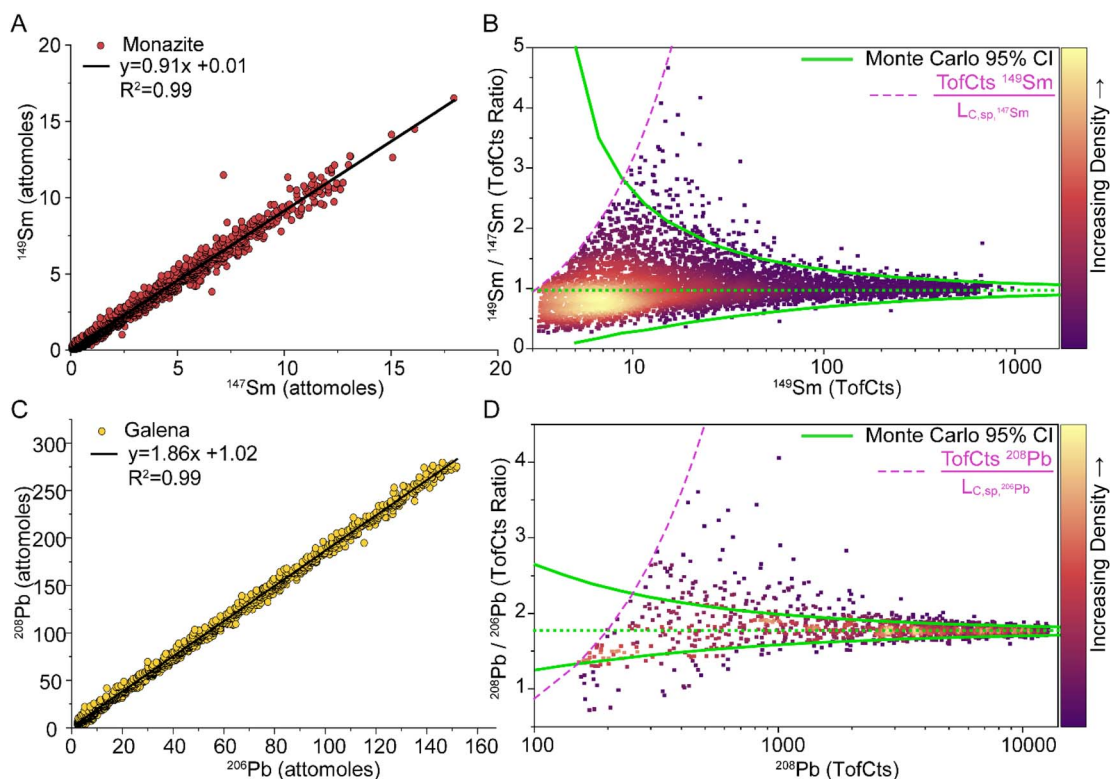 A
Monazite
y=0.91x +0.01
R²=0.99
20
15
10
5
0
0
5
10
15
20
¹⁴⁹Sm (attomoles)
¹⁴⁷Sm (attomoles)
B
Monte Carlo 95% CI
TofCts ¹⁴⁹Sm
L_C,sp,¹⁴⁷Sm
5
4
3
2
1
0
10
100
1000
¹⁴⁹Sm / ¹⁴⁷Sm (TofCts Ratio)
¹⁴⁹Sm (TofCts)
Increasing Density →
C
Galena
y=1.86x +1.02
R²=0.99
300
250
200
150
100
50
0
0
20
40
60
80
100
120
140
160
²⁰⁸Pb (attomoles)
²⁰⁶Pb (attomoles)
D
Monte Carlo 95% CI
TofCts ²⁰⁸Pb
L_C,sp,²⁰⁶Pb
4
3
2
1
100
1000
10000
²⁰⁸Pb / ²⁰⁶Pb (TofCts Ratio)
²⁰⁸Pb (TofCts)
Increasing Density →